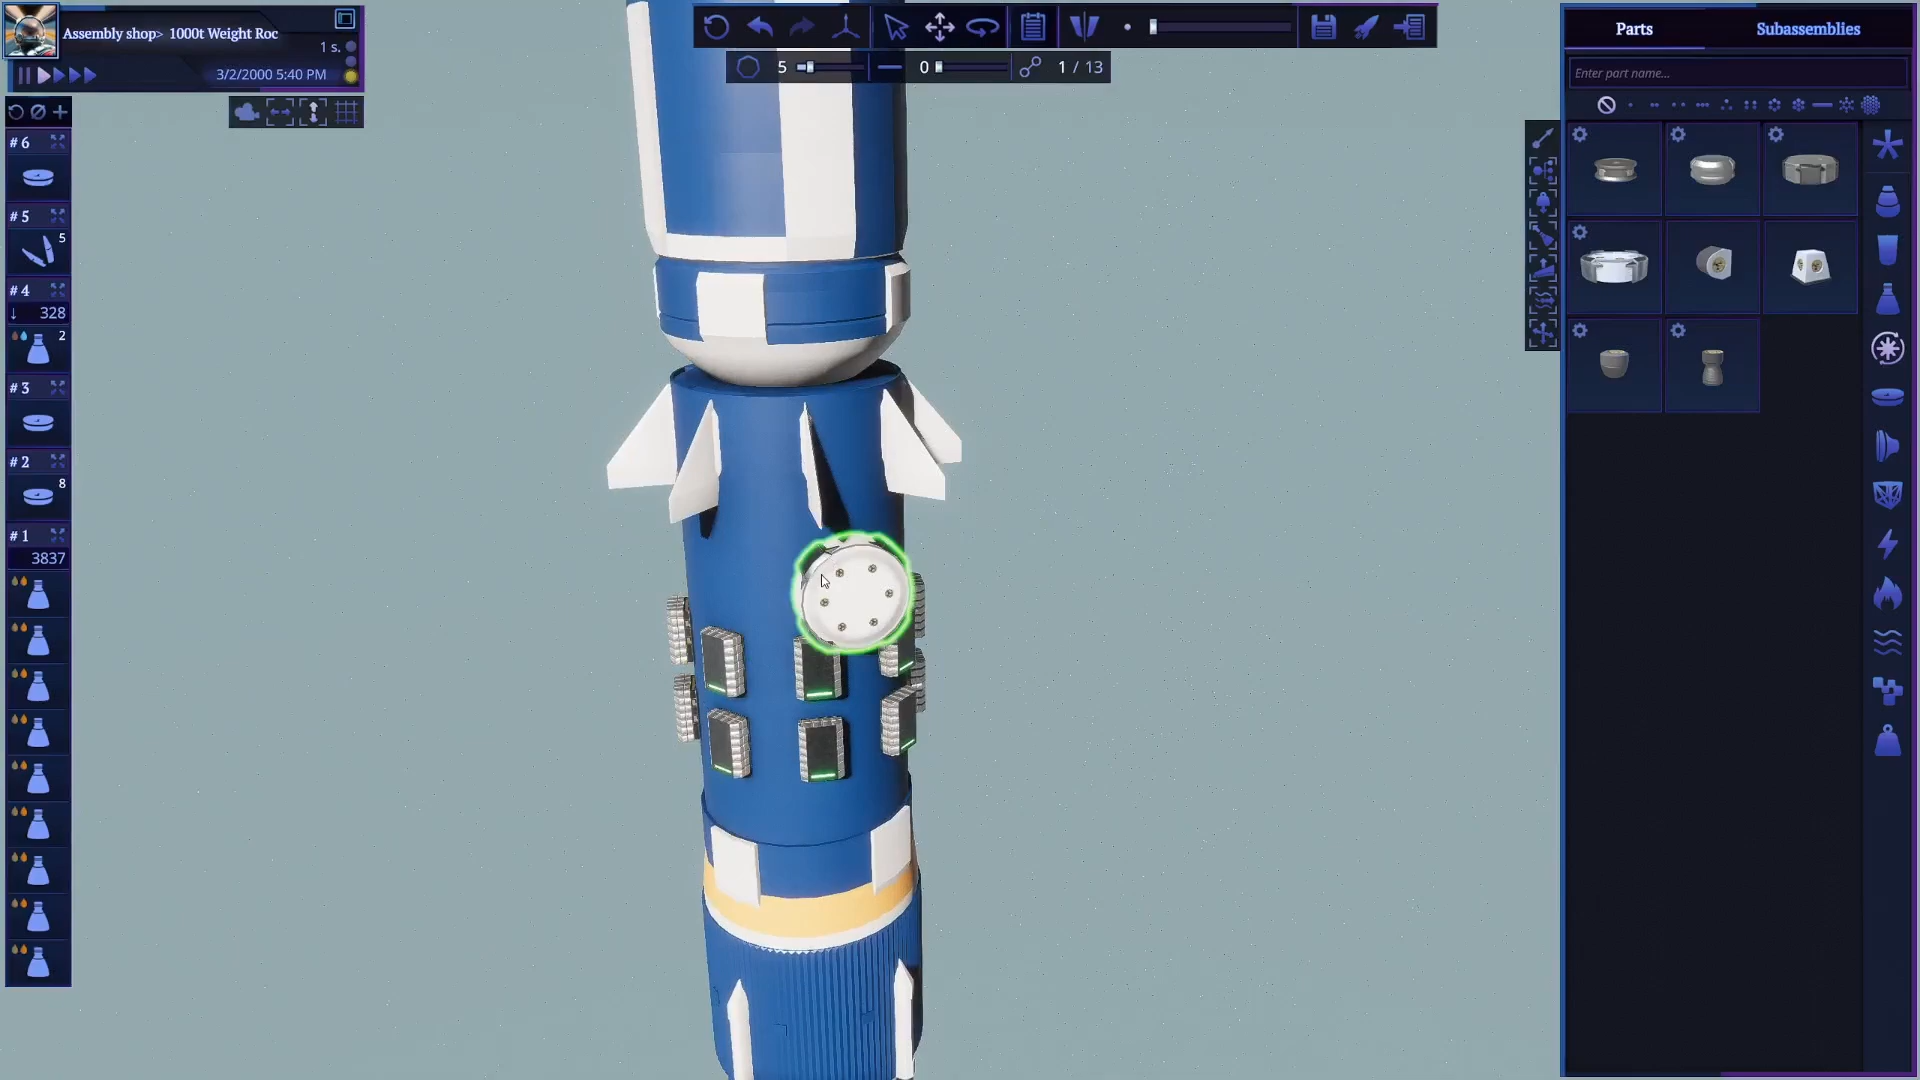 Assembly shop> 1000t Weight Roc
1 s.
3/2/2000 5:40 PM
5
0
1 / 13
Parts
Subassemblies
Enter part name...
#6
#5
5
#4
↓ 328
2
#3
#2
8
#1
3837